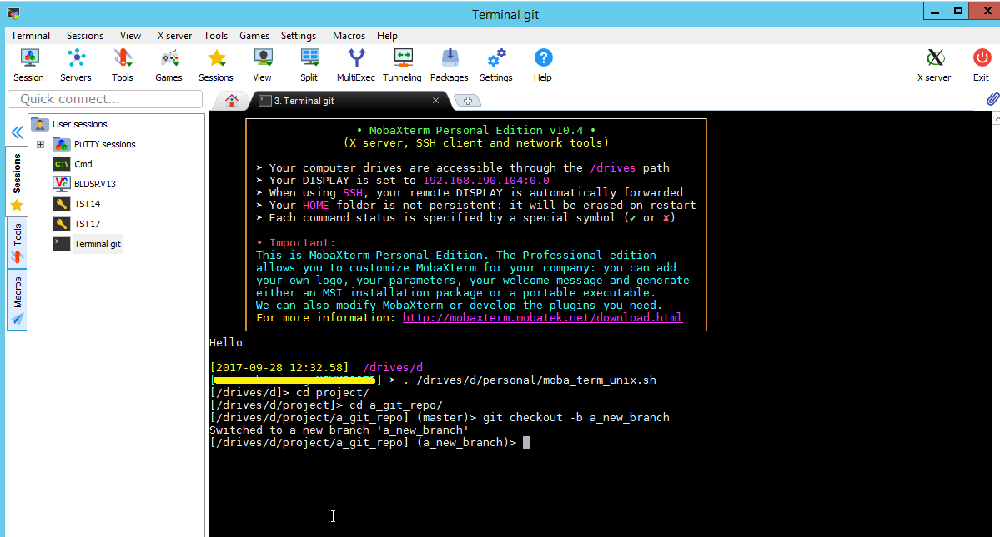 Terminal git
Terminal Sessions View X server Tools Games Settings Macros Help
Session Servers Tools Games Sessions View Split MultiExec Tunneling Packages Settings Help X server Exit
Quick connect...
3. Terminal git
User sessions
PuTTY sessions
Cmd
BLDSRV13
TST14
TST17
Terminal git
Sessions
Tools
Macros
• MobaXterm Personal Edition v10.4 •
(X server, SSH client and network tools)
➤ Your computer drives are accessible through the /drives path
➤ Your DISPLAY is set to 192.168.190.104:0.0
➤ When using SSH, your remote DISPLAY is automatically forwarded
➤ Your HOME folder is not persistent: it will be erased on restart
➤ Each command status is specified by a special symbol (✔ or ✘)
• Important:
This is MobaXterm Personal Edition. The Professional edition
allows you to customize MobaXterm for your company: you can add
your own logo, your parameters, your welcome message and generate
either an MSI installation package or a portable executable.
We can also modify MobaXterm or develop the plugins you need.
For more information: http://mobaxterm.mobatek.net/download.html
Hello
[2017-09-28 12:32.58] /drives/d
[ ] ➤ . /drives/d/personal/moba_term_unix.sh
[/drives/d]> cd project/
[/drives/d/project]> cd a_git_repo/
[/drives/d/project/a_git_repo] (master)> git checkout -b a_new_branch
Switched to a new branch 'a_new_branch'
[/drives/d/project/a_git_repo] (a_new_branch)>